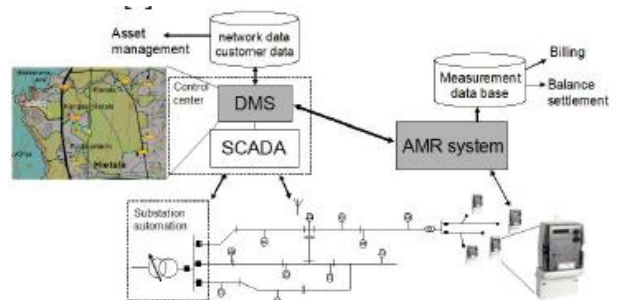 Asset
management
network data
customer data
Control
center
DMS
SCADA
Measurement
data base
Billing
Balance
settlement
AMR system
Substation
automation